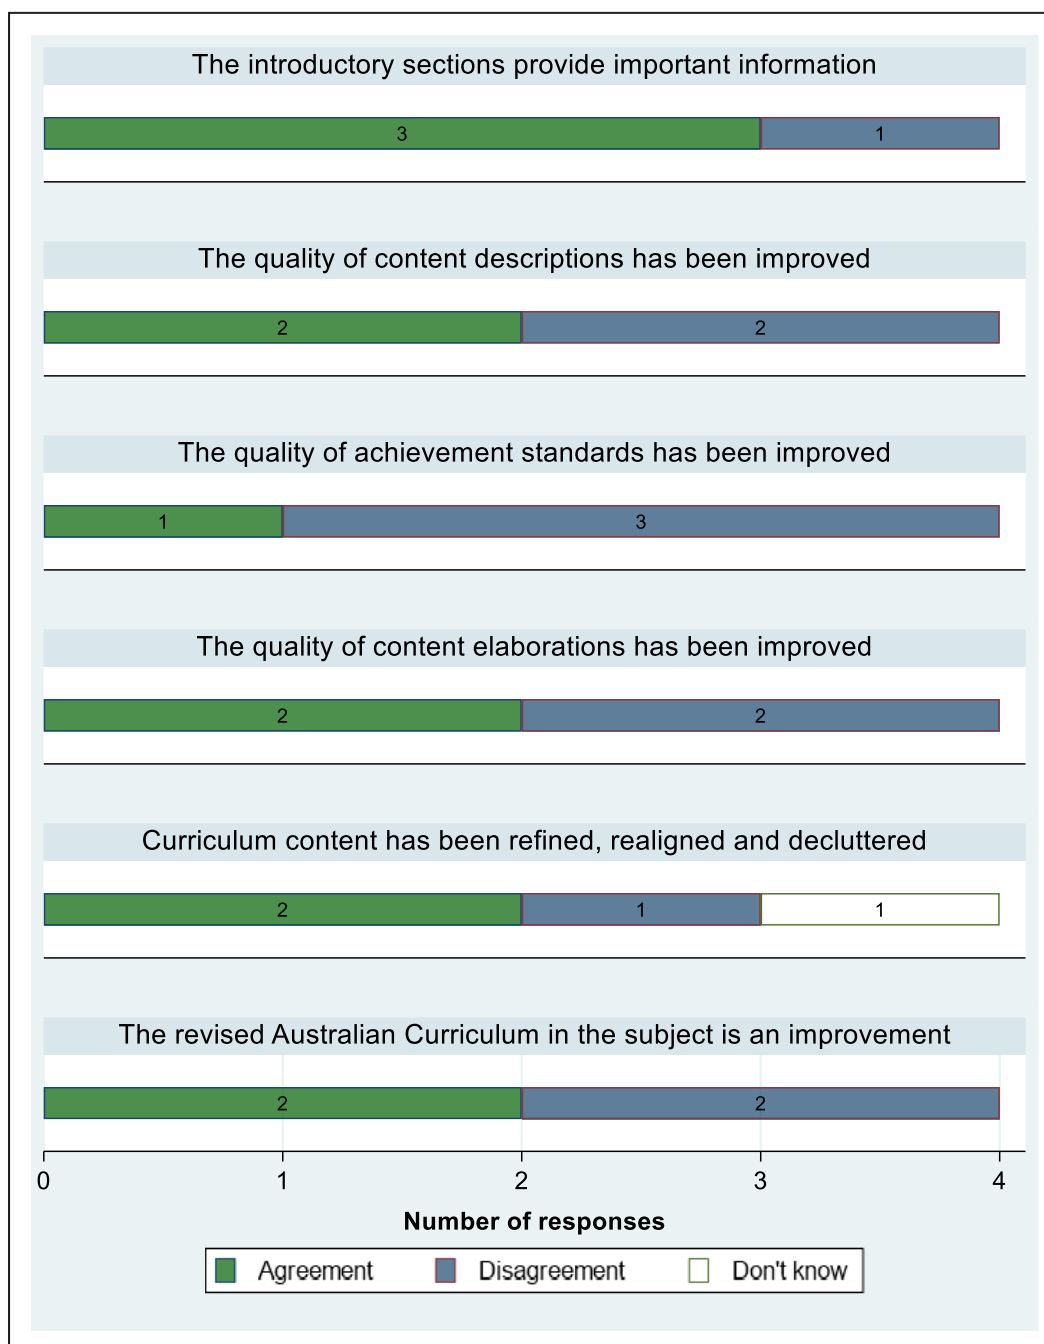 The introductory sections provide important information
3 1
The quality of content descriptions has been improved
2 2
The quality of achievement standards has been improved
1 3
The quality of content elaborations has been improved
2 2
Curriculum content has been refined, realigned and decluttered
2 1 1
The revised Australian Curriculum in the subject is an improvement
2 2
0 1 2 3 4
Number of responses
Agreement Disagreement Don't know